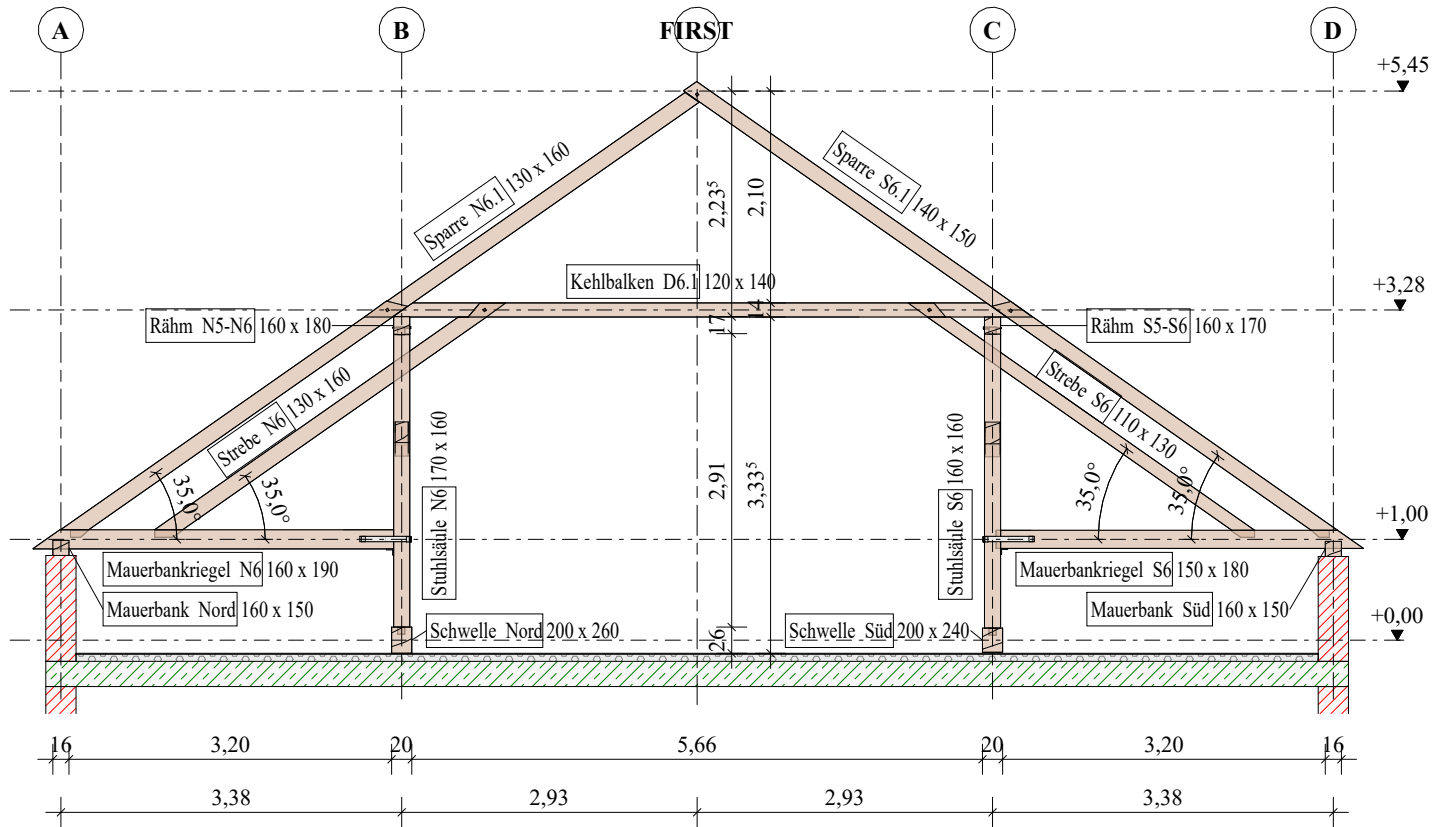 A
B
FIRST
C
D
+5,45
Sparre N6.1 130 x 160
Sparre S6.1 140 x 150
2,23⁵
2,10
Kehlbalken D6.1 120 x 140
+3,28
Rähm N5-N6 160 x 180
17
14
Rähm S5-S6 160 x 170
Strebe N6 130 x 160
Strebe S6 110 x 130
Stuhlsäule N6 170 x 160
2,91
3,33⁵
Stuhlsäule S6 160 x 160
35,0°
35,0°
35,0°
35,0°
+1,00
Mauerbankriegel N6 160 x 190
Mauerbankriegel S6 150 x 180
Mauerbank Nord 160 x 150
Mauerbank Süd 160 x 150
+0,00
Schwelle Nord 200 x 260
26
Schwelle Süd 200 x 240
16
3,20
20
5,66
20
3,20
16
3,38
2,93
2,93
3,38